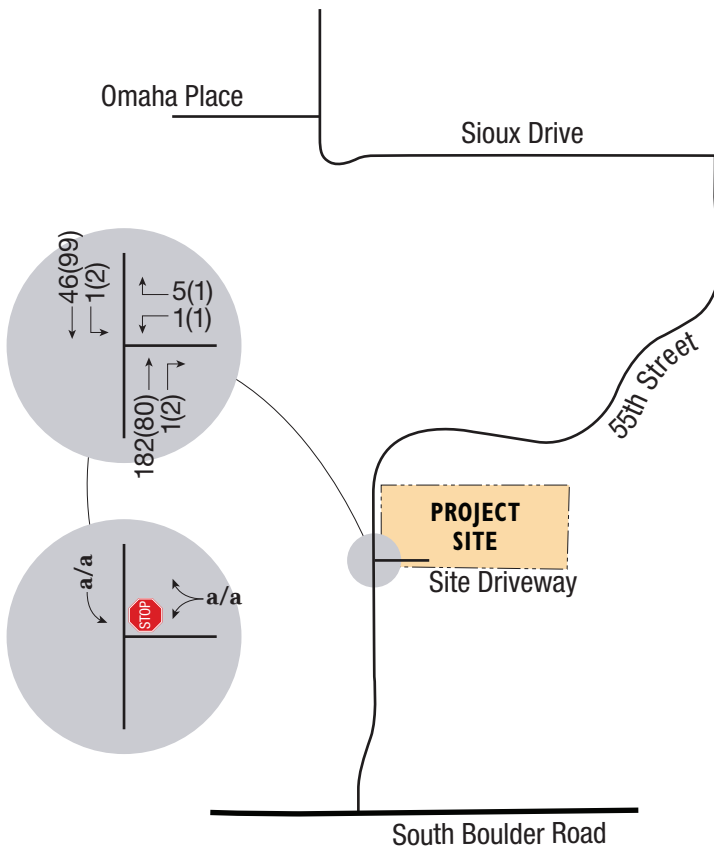 Omaha Place
Sioux Drive
46(99)
1(2)
5(1)
1(1)
182(80)
1(2)
55th Street
PROJECT
SITE
Site Driveway
a/a
STOP
a/a
South Boulder Road